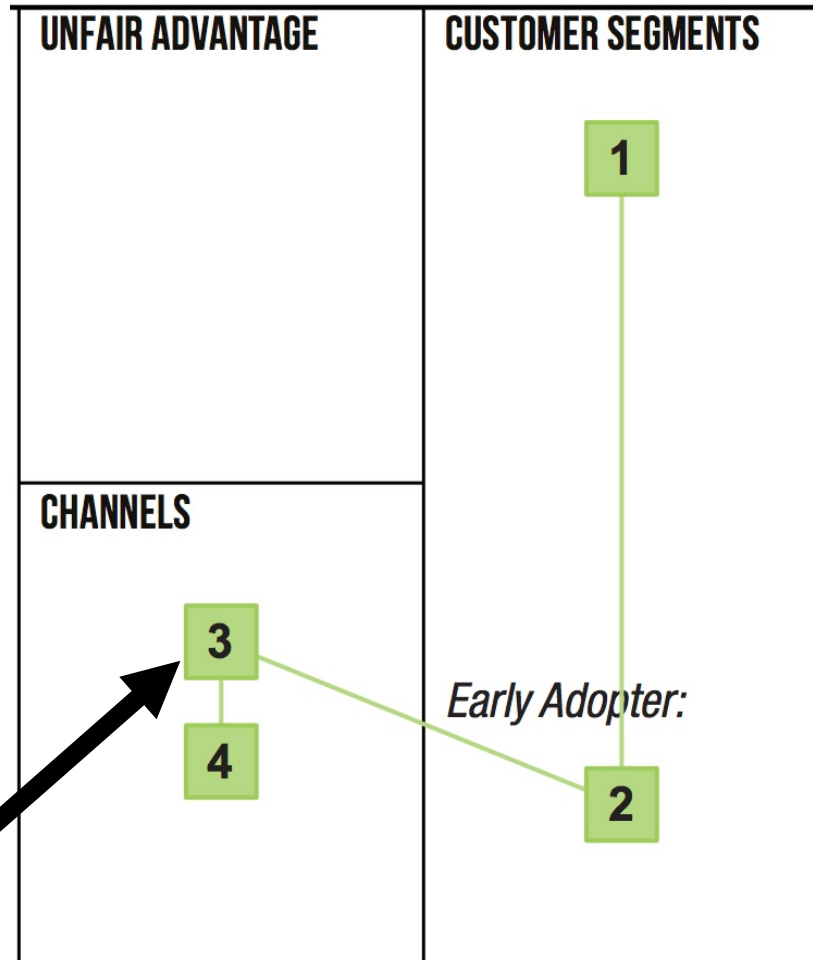 UNFAIR ADVANTAGE
CUSTOMER SEGMENTS
1
CHANNELS
3
Early Adopter:
4
2